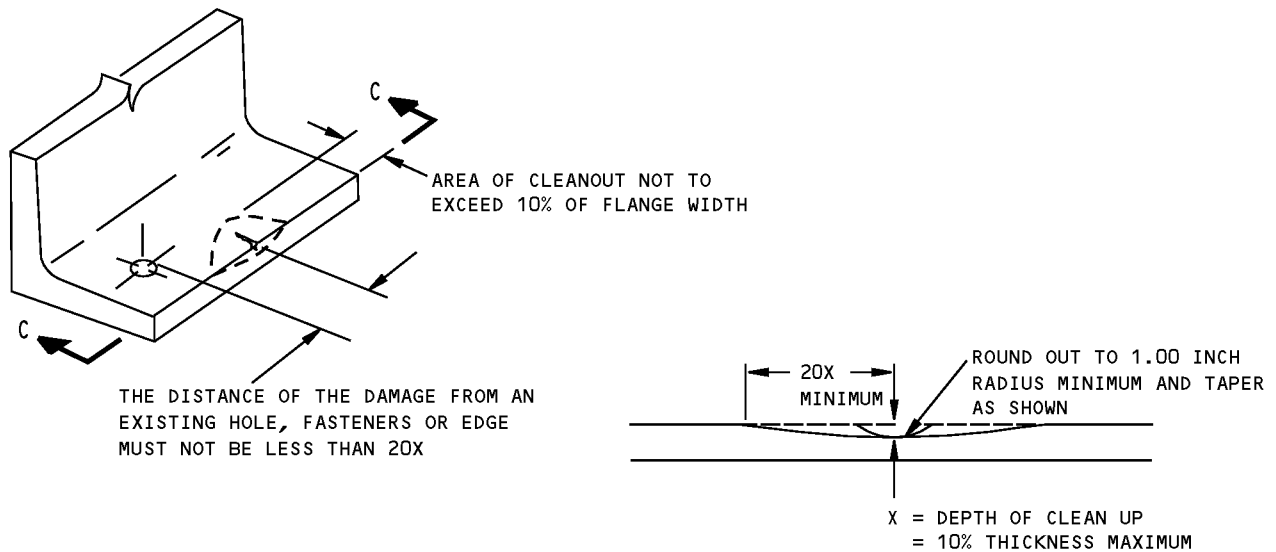 C
AREA OF CLEANOUT NOT TO
EXCEED 10% OF FLANGE WIDTH
C
THE DISTANCE OF THE DAMAGE FROM AN
EXISTING HOLE, FASTENERS OR EDGE
MUST NOT BE LESS THAN 20X
20X
MINIMUM
ROUND OUT TO 1.00 INCH
RADIUS MINIMUM AND TAPER
AS SHOWN
X = DEPTH OF CLEAN UP
= 10% THICKNESS MAXIMUM